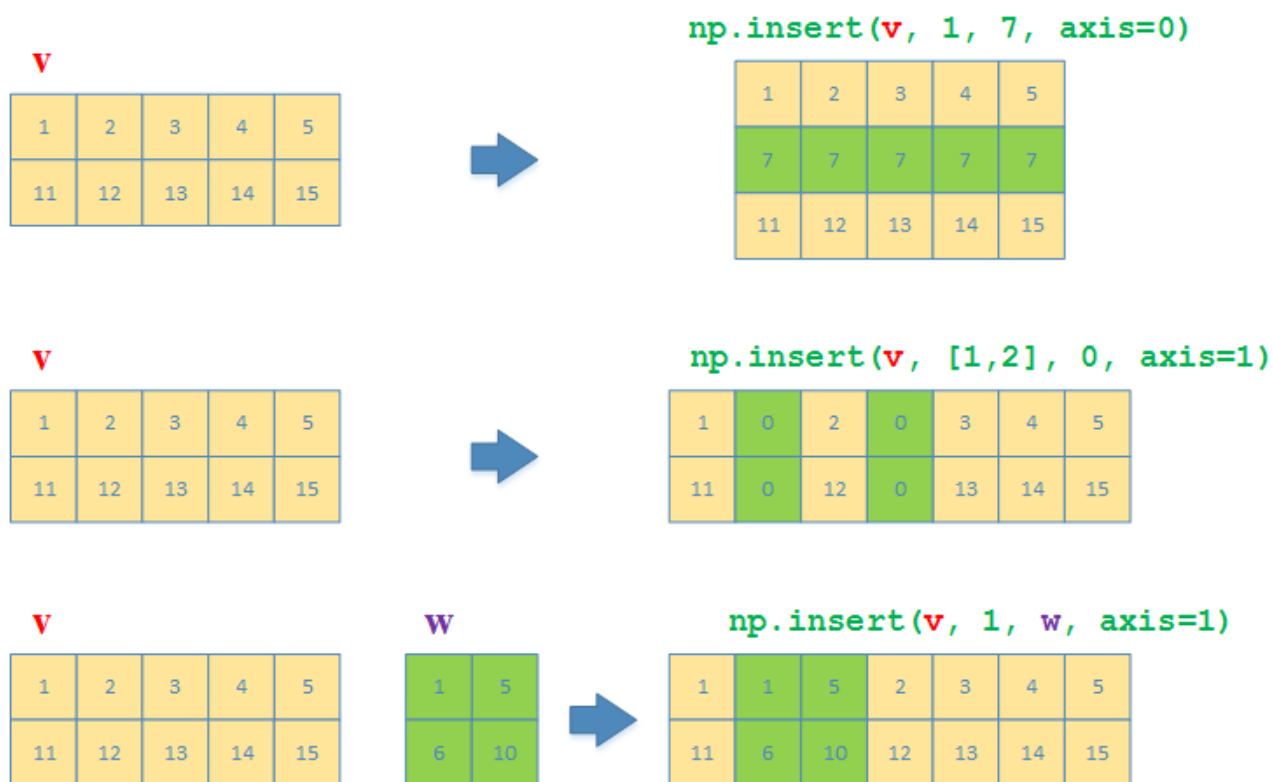 np.insert(v, 1, 7, axis=0)
v
1 2 3 4 5
11 12 13 14 15
1 2 3 4 5
7 7 7 7 7
11 12 13 14 15
v
np.insert(v, [1,2], 0, axis=1)
1 2 3 4 5
11 12 13 14 15
1 0 2 0 3 4 5
11 0 12 0 13 14 15
v
w
np.insert(v, 1, w, axis=1)
1 2 3 4 5
11 12 13 14 15
1 5
6 10
1 1 5 2 3 4 5
11 6 10 12 13 14 15